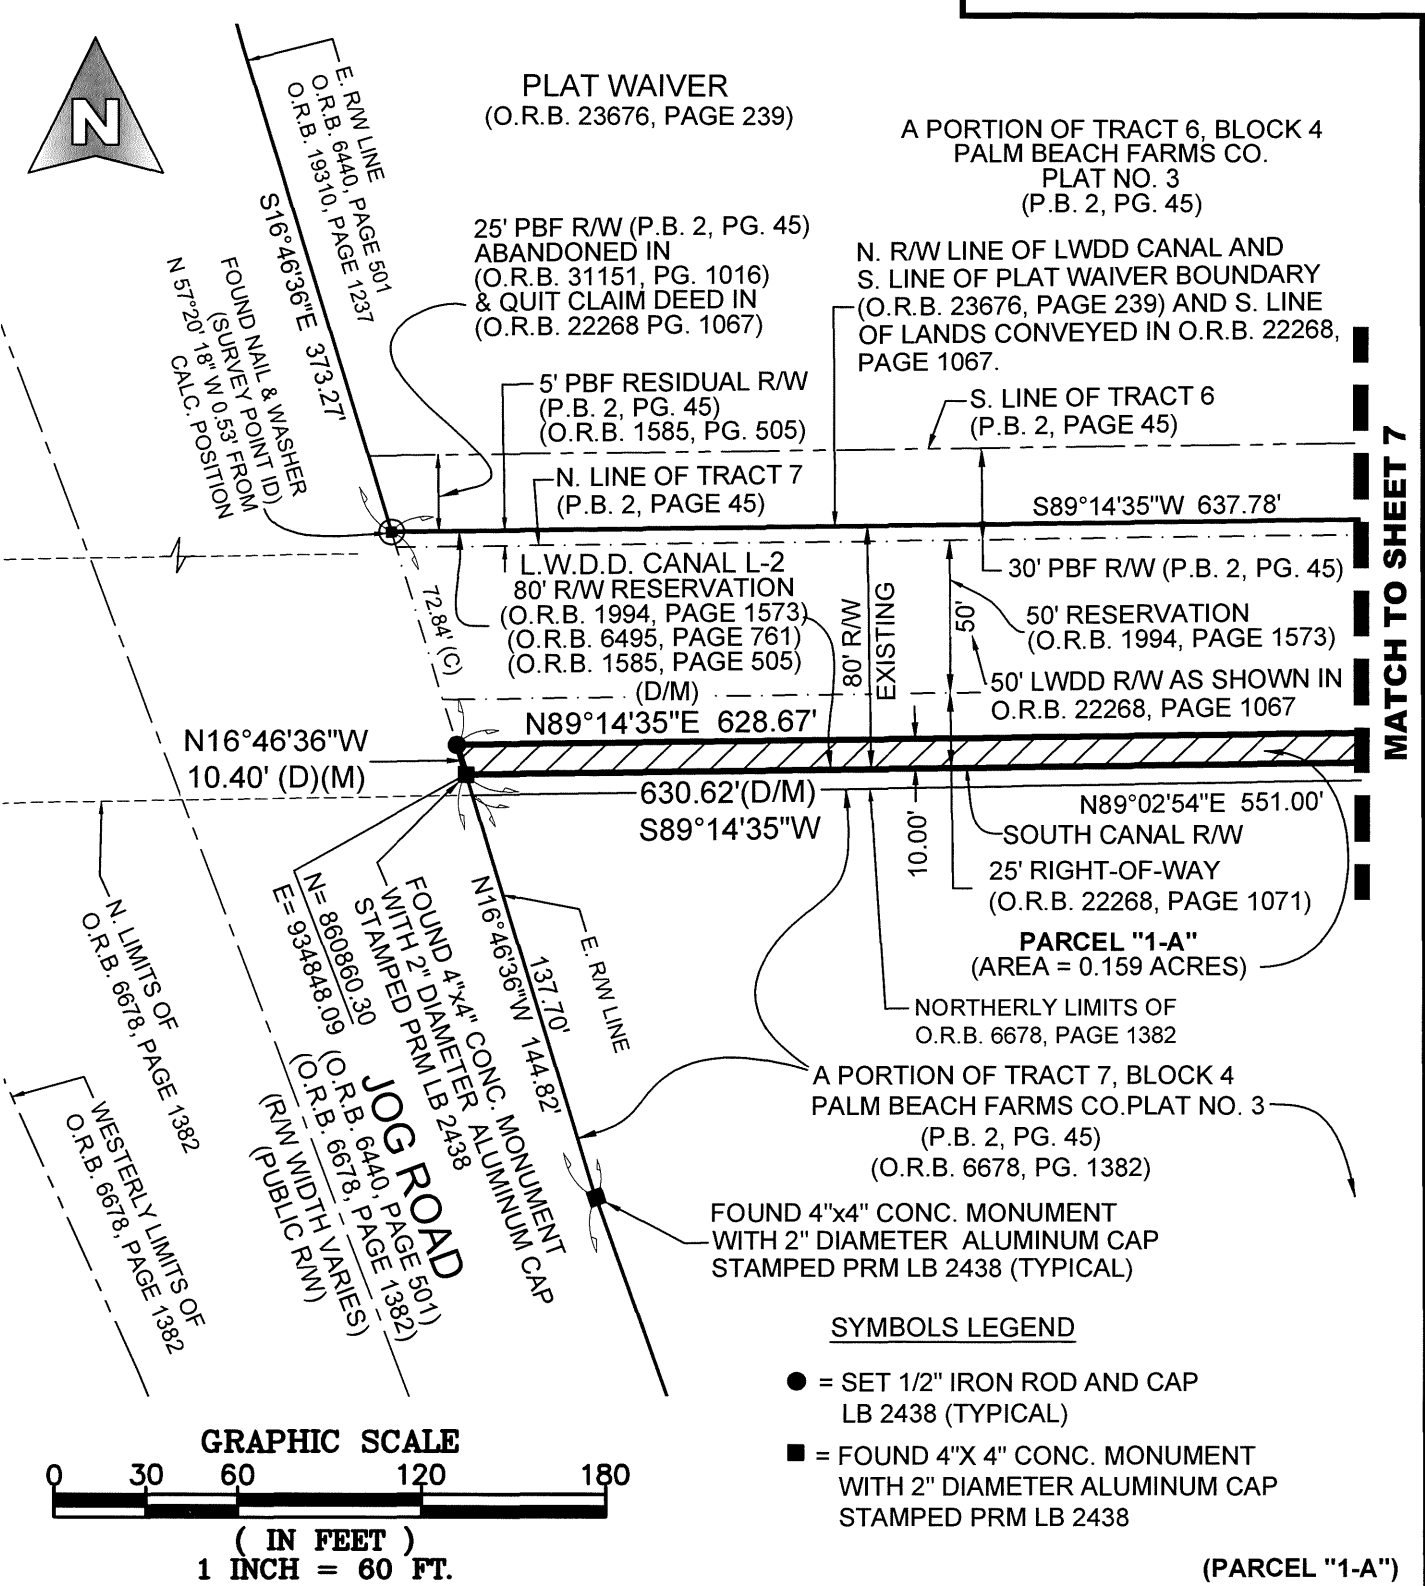 N
PLAT WAIVER
(O.R.B. 23676, PAGE 239)
A PORTION OF TRACT 6, BLOCK 4
PALM BEACH FARMS CO.
PLAT NO. 3
(P.B. 2, PG. 45)
E. R/W LINE
O.R.B. 6440, PAGE 501
O.R.B. 19310, PAGE 1237
S16°46'36"E 373.27'
25' PBF R/W (P.B. 2, PG. 45)
ABANDONED IN
(O.R.B. 31151, PG. 1016)
& QUIT CLAIM DEED IN
(O.R.B. 22268 PG. 1067)
N. R/W LINE OF LWDD CANAL AND
S. LINE OF PLAT WAIVER BOUNDARY
(O.R.B. 23676, PAGE 239) AND S. LINE
OF LANDS CONVEYED IN O.R.B. 22268,
PAGE 1067.
FOUND NAIL & WASHER
(SURVEY POINT ID)
N 57°20' 18" W 0.53' FROM
CALC. POSITION
5' PBF RESIDUAL R/W
(P.B. 2, PG. 45)
(O.R.B. 1585, PG. 505)
S. LINE OF TRACT 6
(P.B. 2, PAGE 45)
N. LINE OF TRACT 7
(P.B. 2, PAGE 45)
S89°14'35"W 637.78'
MATCH TO SHEET 7
L.W.D.D. CANAL L-2
80' R/W RESERVATION
(O.R.B. 1994, PAGE 1573)
(O.R.B. 6495, PAGE 761)
(O.R.B. 1585, PAGE 505)
(D/M)
72.84' (C)
80' R/W
EXISTING
50'
30' PBF R/W (P.B. 2, PG. 45)
50' RESERVATION
(O.R.B. 1994, PAGE 1573)
50' LWDD R/W AS SHOWN IN
O.R.B. 22268, PAGE 1067
N89°14'35"E 628.67'
N16°46'36"W
10.40' (D)(M)
630.62'(D/M)
S89°14'35"W
10.00'
N89°02'54"E 551.00'
SOUTH CANAL R/W
25' RIGHT-OF-WAY
(O.R.B. 22268, PAGE 1071)
PARCEL "1-A"
(AREA = 0.159 ACRES)
NORTHERLY LIMITS OF
O.R.B. 6678, PAGE 1382
N. LIMITS OF
O.R.B. 6678, PAGE 1382
N= 860860.30
E= 934848.09
FOUND 4"x4" CONC. MONUMENT
WITH 2" DIAMETER ALUMINUM CAP
STAMPED PRM LB 2438
N16°46'36"W 144.82'
137.70'
E. R/W LINE
JOG ROAD
(O.R.B. 6440, PAGE 501)
(O.R.B. 6678, PAGE 1382)
(R/W WIDTH VARIES)
(PUBLIC R/W)
WESTERLY LIMITS OF
O.R.B. 6678, PAGE 1382
A PORTION OF TRACT 7, BLOCK 4
PALM BEACH FARMS CO.PLAT NO. 3
(P.B. 2, PG. 45)
(O.R.B. 6678, PG. 1382)
FOUND 4"x4" CONC. MONUMENT
WITH 2" DIAMETER ALUMINUM CAP
STAMPED PRM LB 2438 (TYPICAL)
SYMBOLS LEGEND
= SET 1/2" IRON ROD AND CAP
LB 2438 (TYPICAL)
= FOUND 4"X 4" CONC. MONUMENT
WITH 2" DIAMETER ALUMINUM CAP
STAMPED PRM LB 2438
GRAPHIC SCALE
0 30 60 120 180
( IN FEET )
1 INCH = 60 FT.
(PARCEL "1-A")